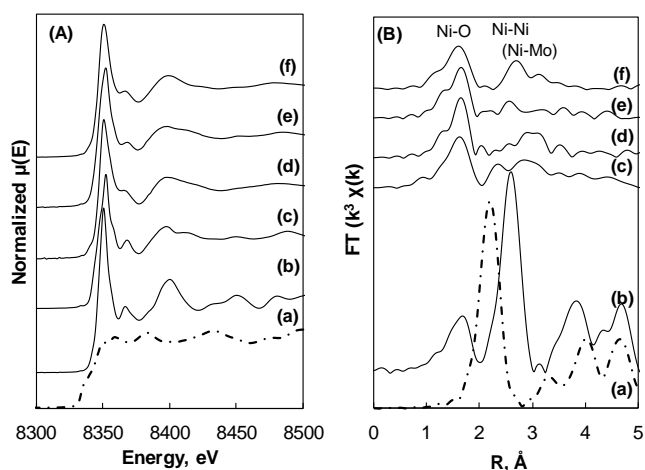 (A)
(f)
(e)
(d)
(c)
(b)
(a)
Normalized µ(E)
8300 8350 8400 8450 8500
Energy, eV
(B)
Ni-O
Ni-Ni
(Ni-Mo)
(f)
(e)
(d)
(c)
(b)
(a)
FT (k³ χ(k)
0 1 2 3 4 5
R, Å